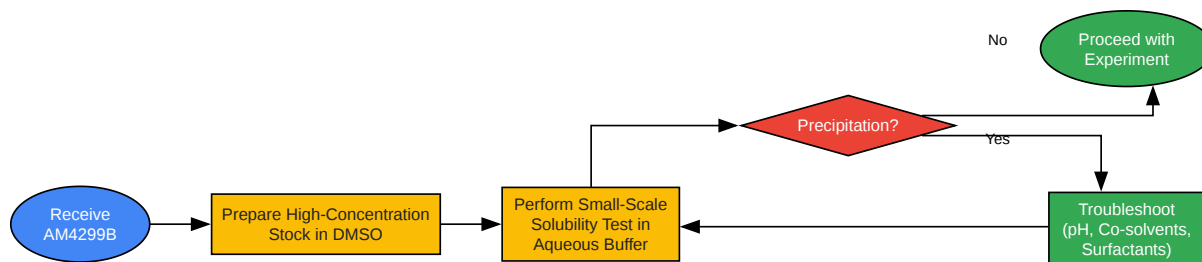 Receive
AM4299B
Prepare High-Concentration
Stock in DMSO
Perform Small-Scale
Solubility Test in
Aqueous Buffer
Precipitation?
No
Proceed with
Experiment
Yes
Troubleshoot
(pH, Co-solvents,
Surfactants)